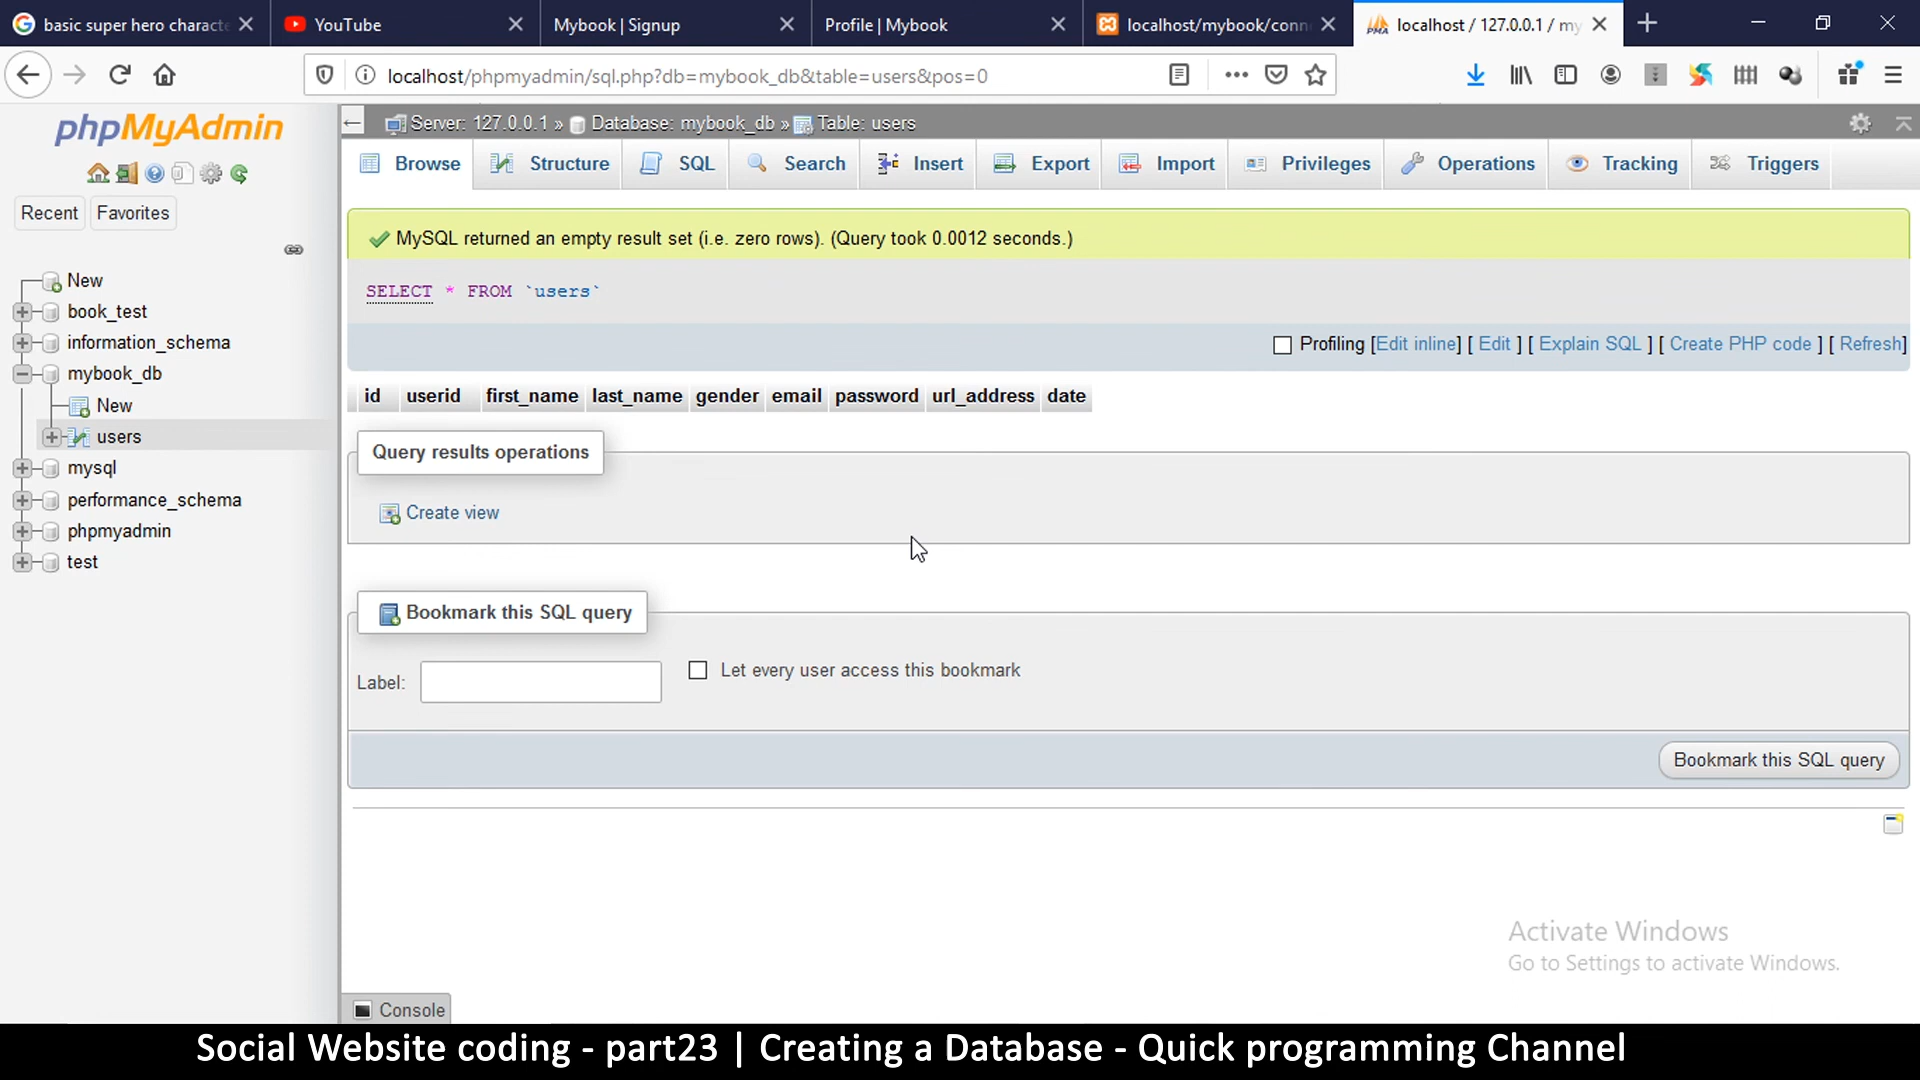 basic super hero characte
YouTube
Mybook | Signup
Profile | Mybook
localhost/mybook/conn
localhost / 127.0.0.1 / my
localhost/phpmyadmin/sql.php?db=mybook_db&table=users&pos=0
phpMyAdmin
Recent
Favorites
New
book_test
information_schema
mybook_db
New
users
mysql
performance_schema
phpmyadmin
test
Server: 127.0.0.1 » Database: mybook_db » Table: users
Browse
Structure
SQL
Search
Insert
Export
Import
Privileges
Operations
Tracking
Triggers
MySQL returned an empty result set (i.e. zero rows). (Query took 0.0012 seconds.)
SELECT * FROM `users`
Profiling [Edit inline] [ Edit ] [ Explain SQL ] [ Create PHP code ] [ Refresh]
id userid first_name last_name gender email password url_address date
Query results operations
Create view
Bookmark this SQL query
Label:
Let every user access this bookmark
Bookmark this SQL query
Activate Windows
Go to Settings to activate Windows.
Console
Social Website coding - part23 | Creating a Database - Quick programming Channel